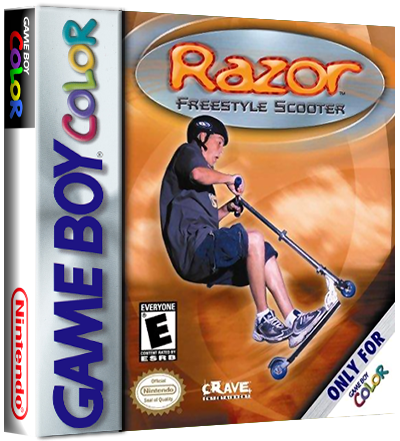 GAME BOY
COLOR
Nintendo
GAME BOY COLOR
Razor
FREESTYLE SCOOTER
EVERYONE
E
CONTENT RATED BY
ESRB
Official
Nintendo
Seal of Quality
CRAVE
ENTERTAINMENT
ONLY FOR
GAME BOY
COLOR